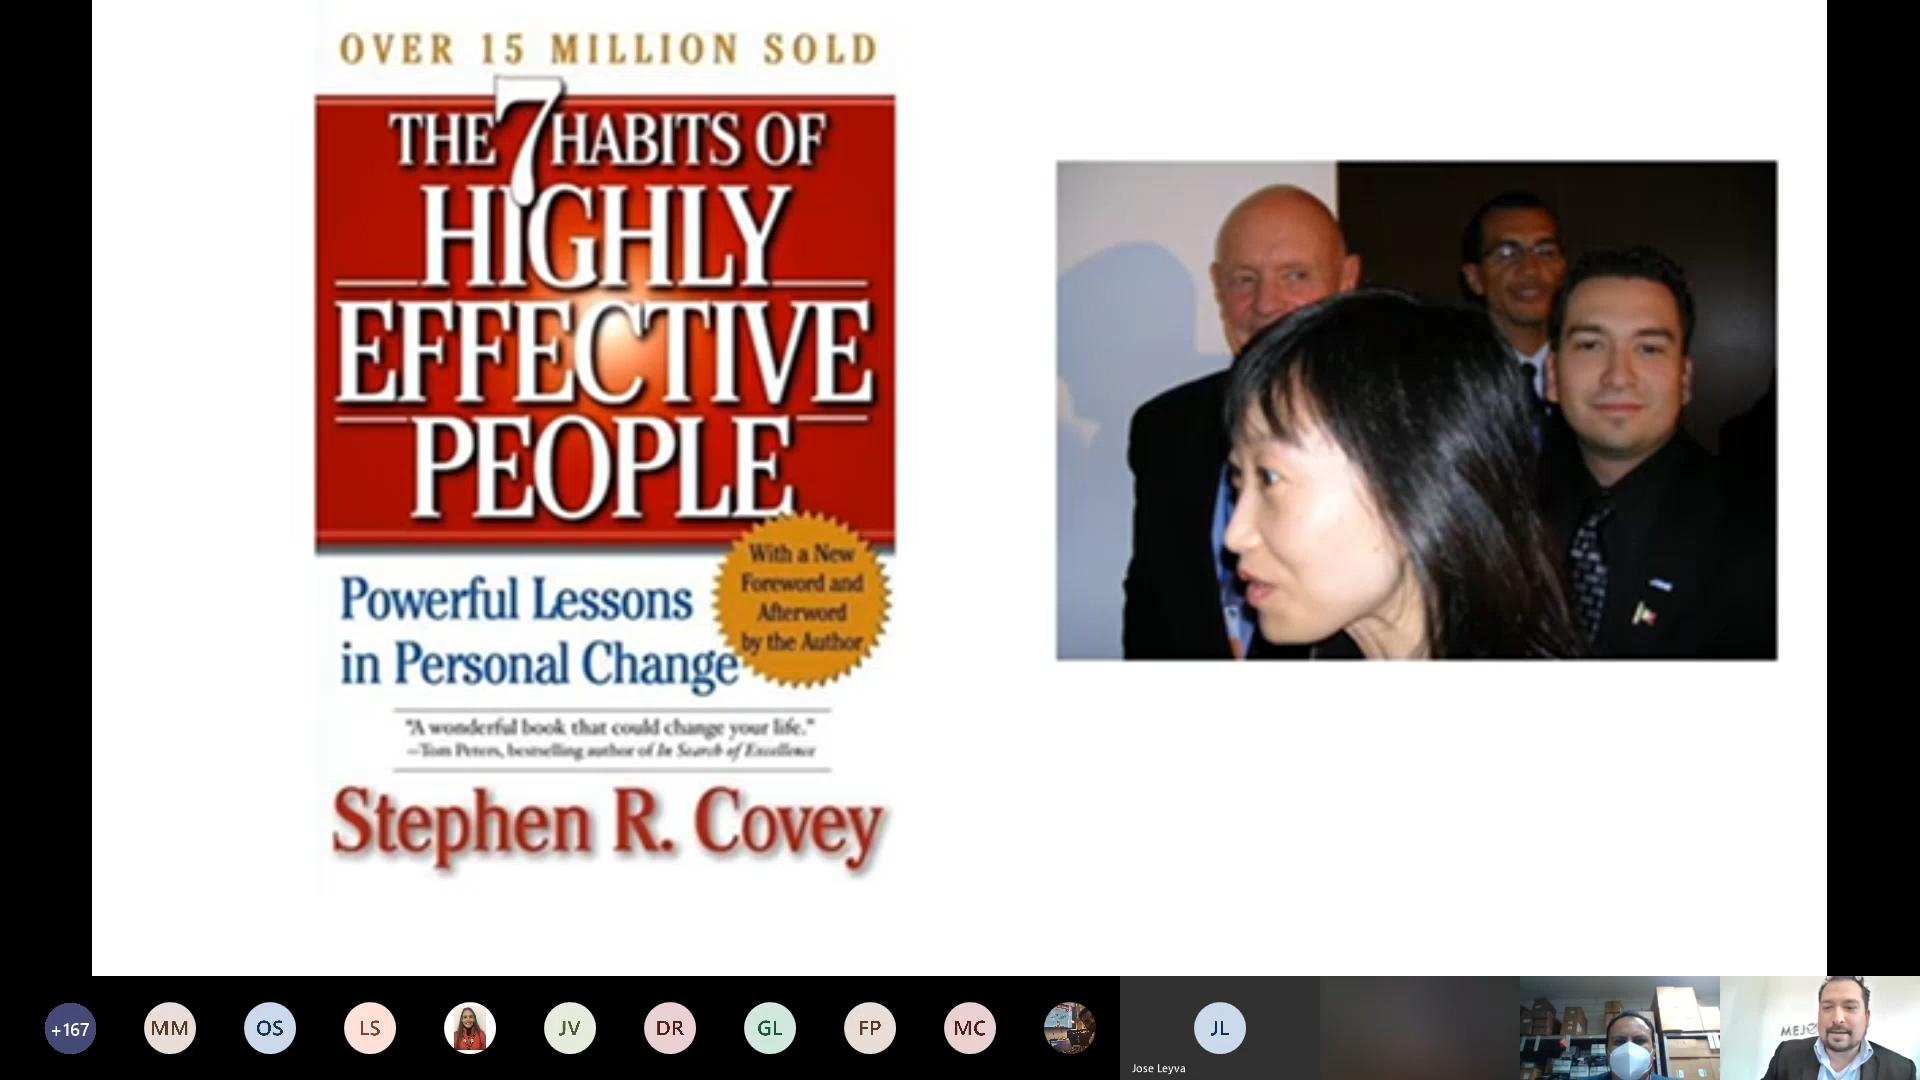 OVER 15 MILLION SOLD
THE 7 HABITS OF
HIGHLY
EFFECTIVE
PEOPLE
With a New
Foreword and
Afterword
by the Author
Powerful Lessons
in Personal Change
"A wonderful book that could change your life."
—Tom Peters, bestselling author of In Search of Excellence
Stephen R. Covey
+167
MM
OS
LS
JV
DR
GL
FP
MC
JL
Jose Leyva